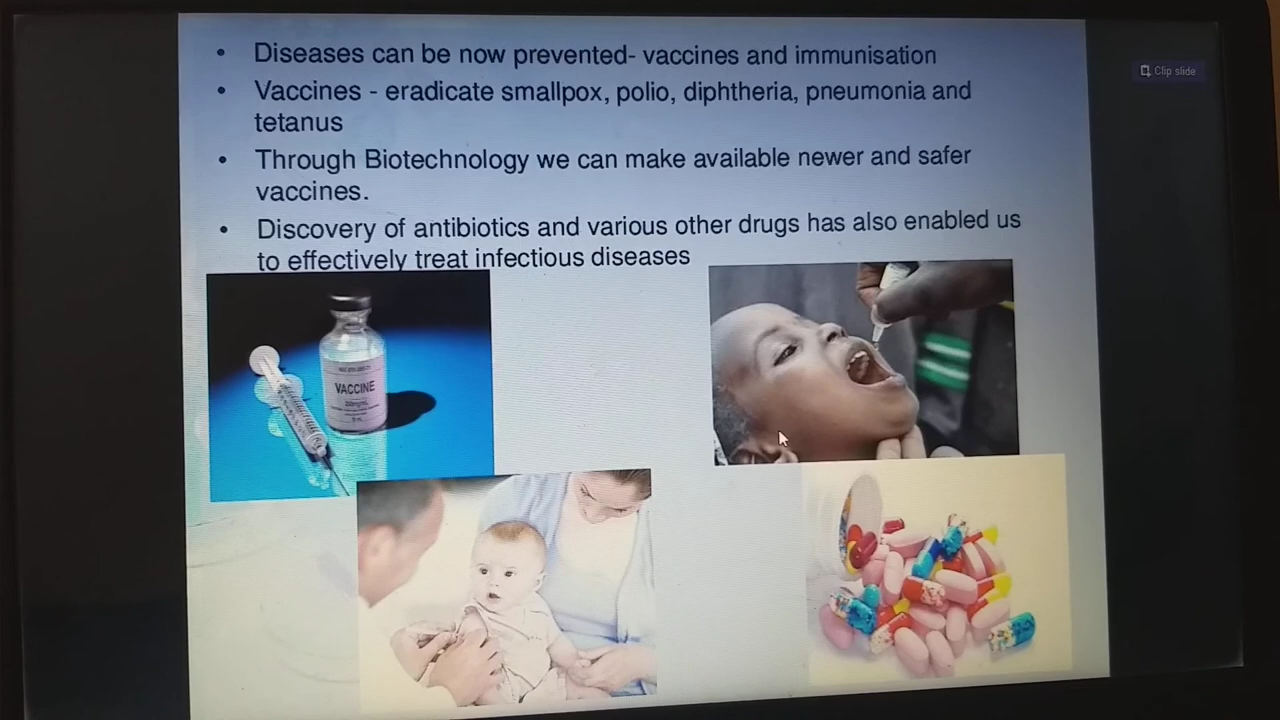 • Diseases can be now prevented- vaccines and immunisation
• Vaccines - eradicate smallpox, polio, diphtheria, pneumonia and
tetanus
• Through Biotechnology we can make available newer and safer
vaccines.
• Discovery of antibiotics and various other drugs has also enabled us
to effectively treat infectious diseases
Clip slide
VACCINE